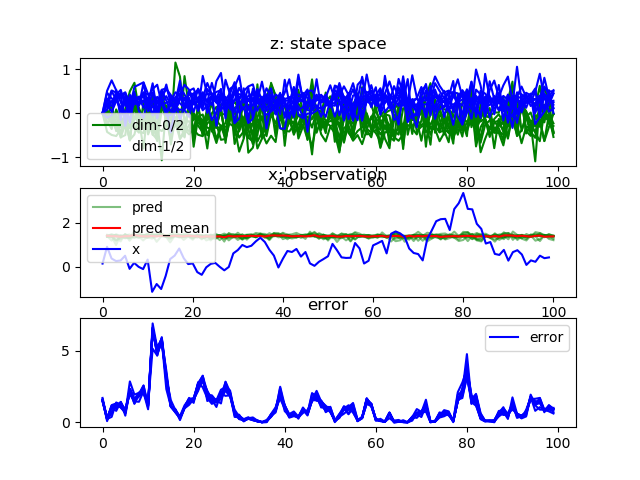 z: state space
1
0
−1
dim-0/2
dim-1/2
0
20
40
60
80
100
x: observation
2
0
pred
pred_mean
x
0
20
40
60
80
100
error
5
0
error
0
20
40
60
80
100